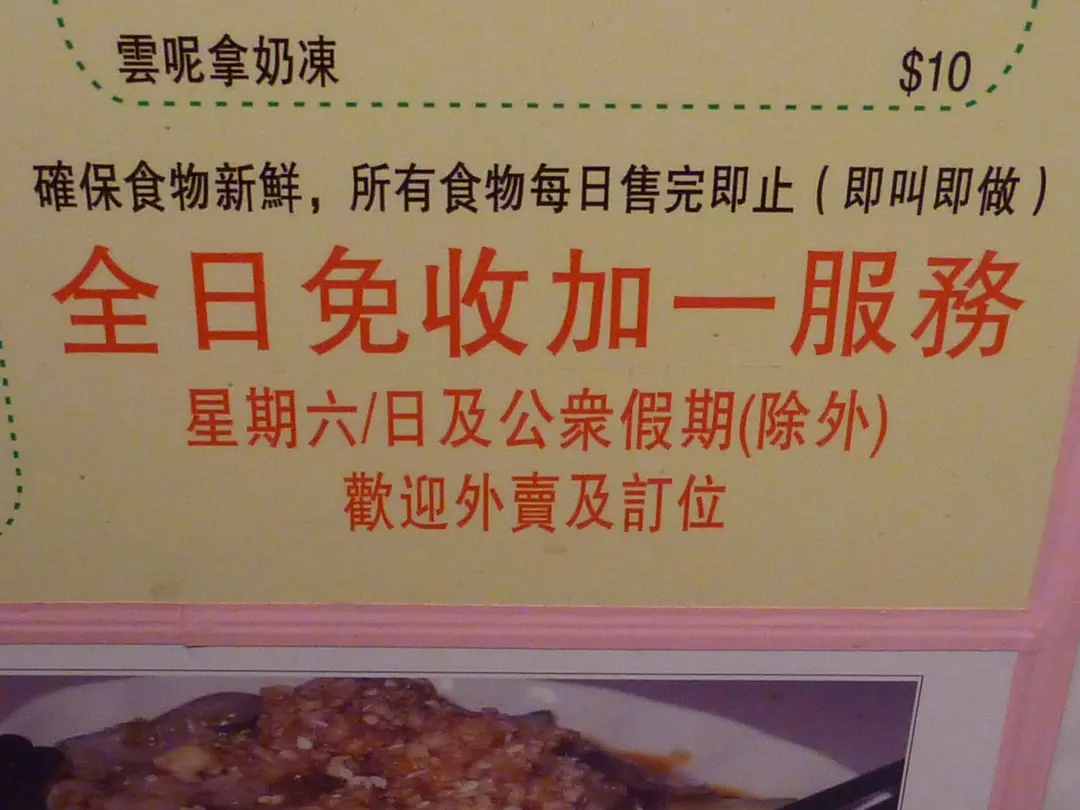 雲呢拿奶凍 $10
確保食物新鮮，所有食物每日售完即止（即叫即做）
全日免收加一服務
星期六/日及公眾假期(除外)
歡迎外賣及訂位